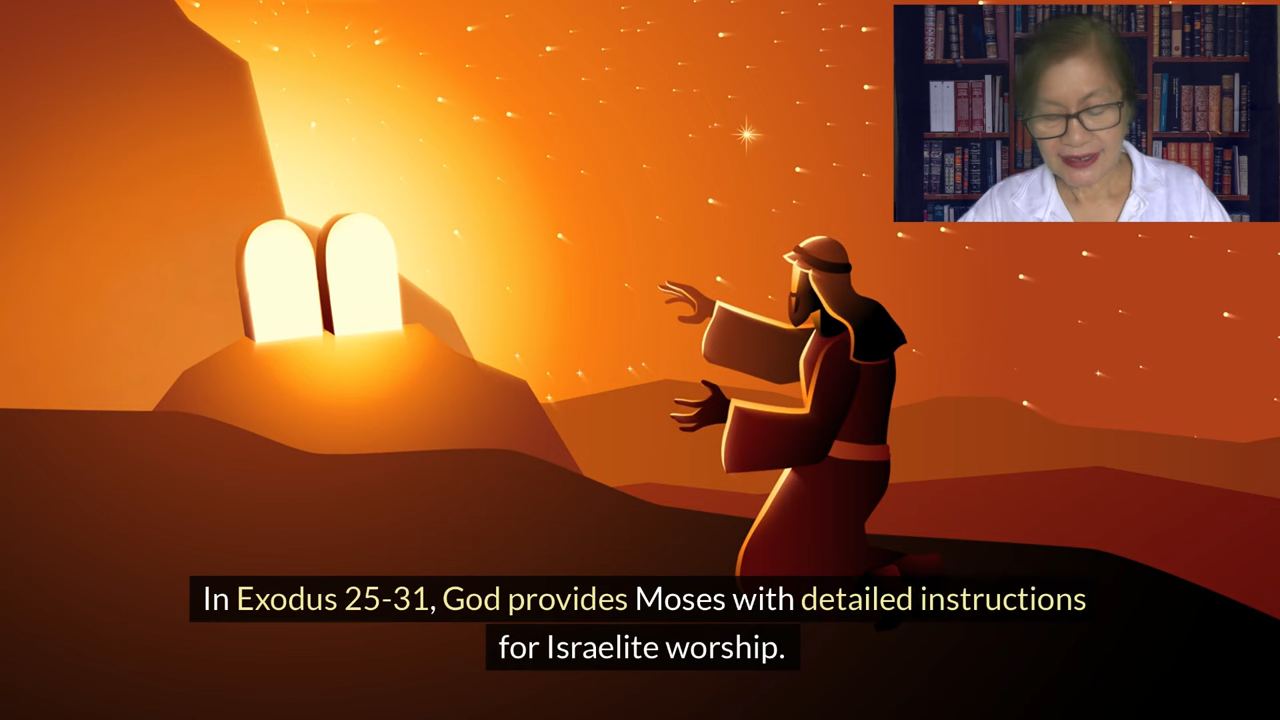 In Exodus 25-31, God provides Moses with detailed instructions
for Israelite worship.